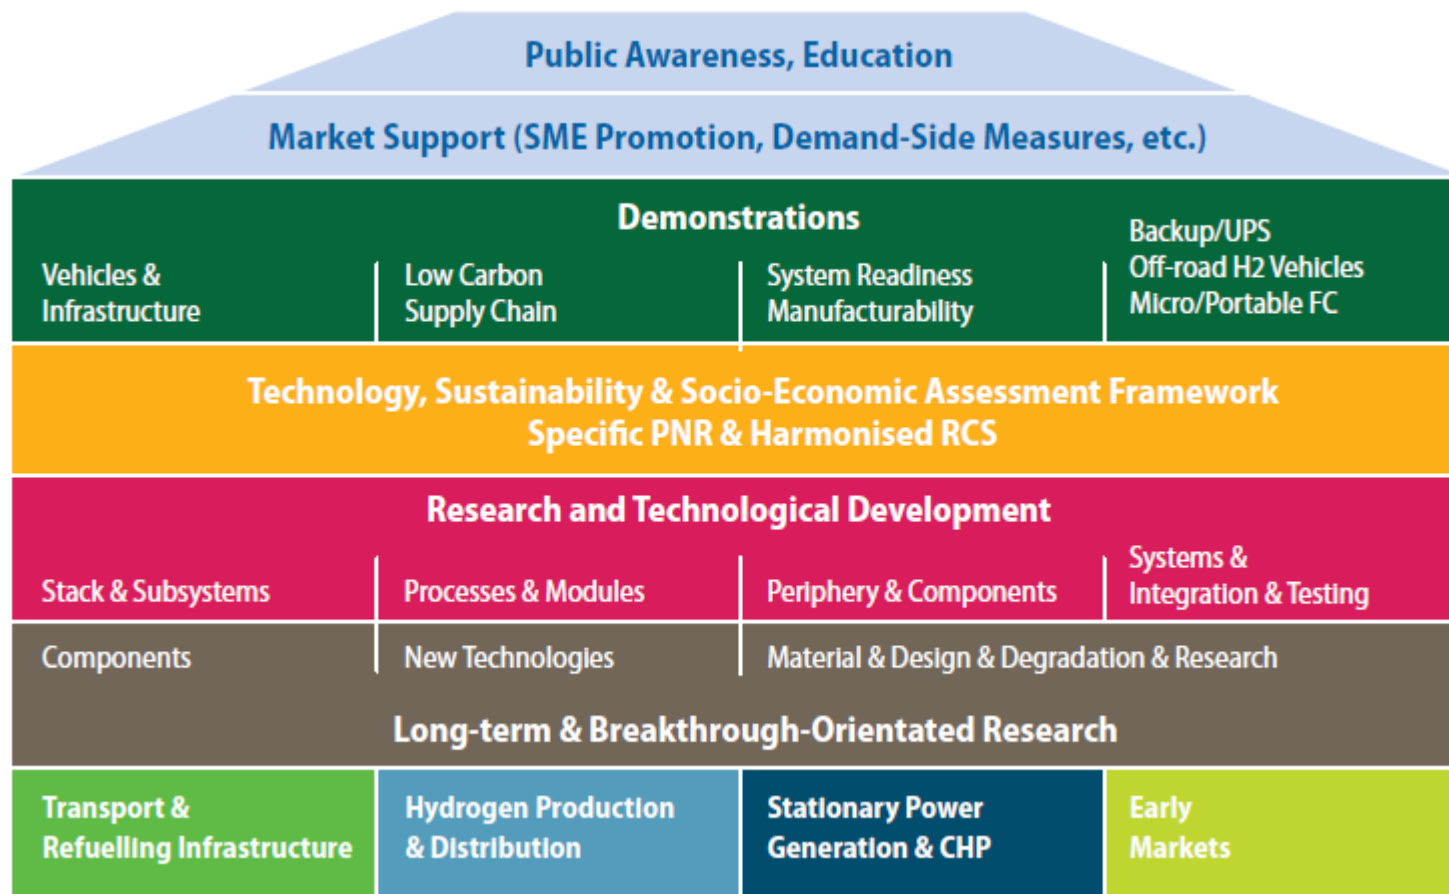 Public Awareness, Education
Market Support (SME Promotion, Demand-Side Measures, etc.)
Demonstrations
Vehicles &
Infrastructure
Low Carbon
Supply Chain
System Readiness
Manufacturability
Backup/UPS
Off-road H2 Vehicles
Micro/Portable FC
Technology, Sustainability & Socio-Economic Assessment Framework
Specific PNR & Harmonised RCS
Research and Technological Development
Stack & Subsystems
Processes & Modules
Periphery & Components
Systems &
Integration & Testing
Components
New Technologies
Material & Design & Degradation & Research
Long-term & Breakthrough-Orientated Research
Transport &
Refuelling Infrastructure
Hydrogen Production
& Distribution
Stationary Power
Generation & CHP
Early
Markets